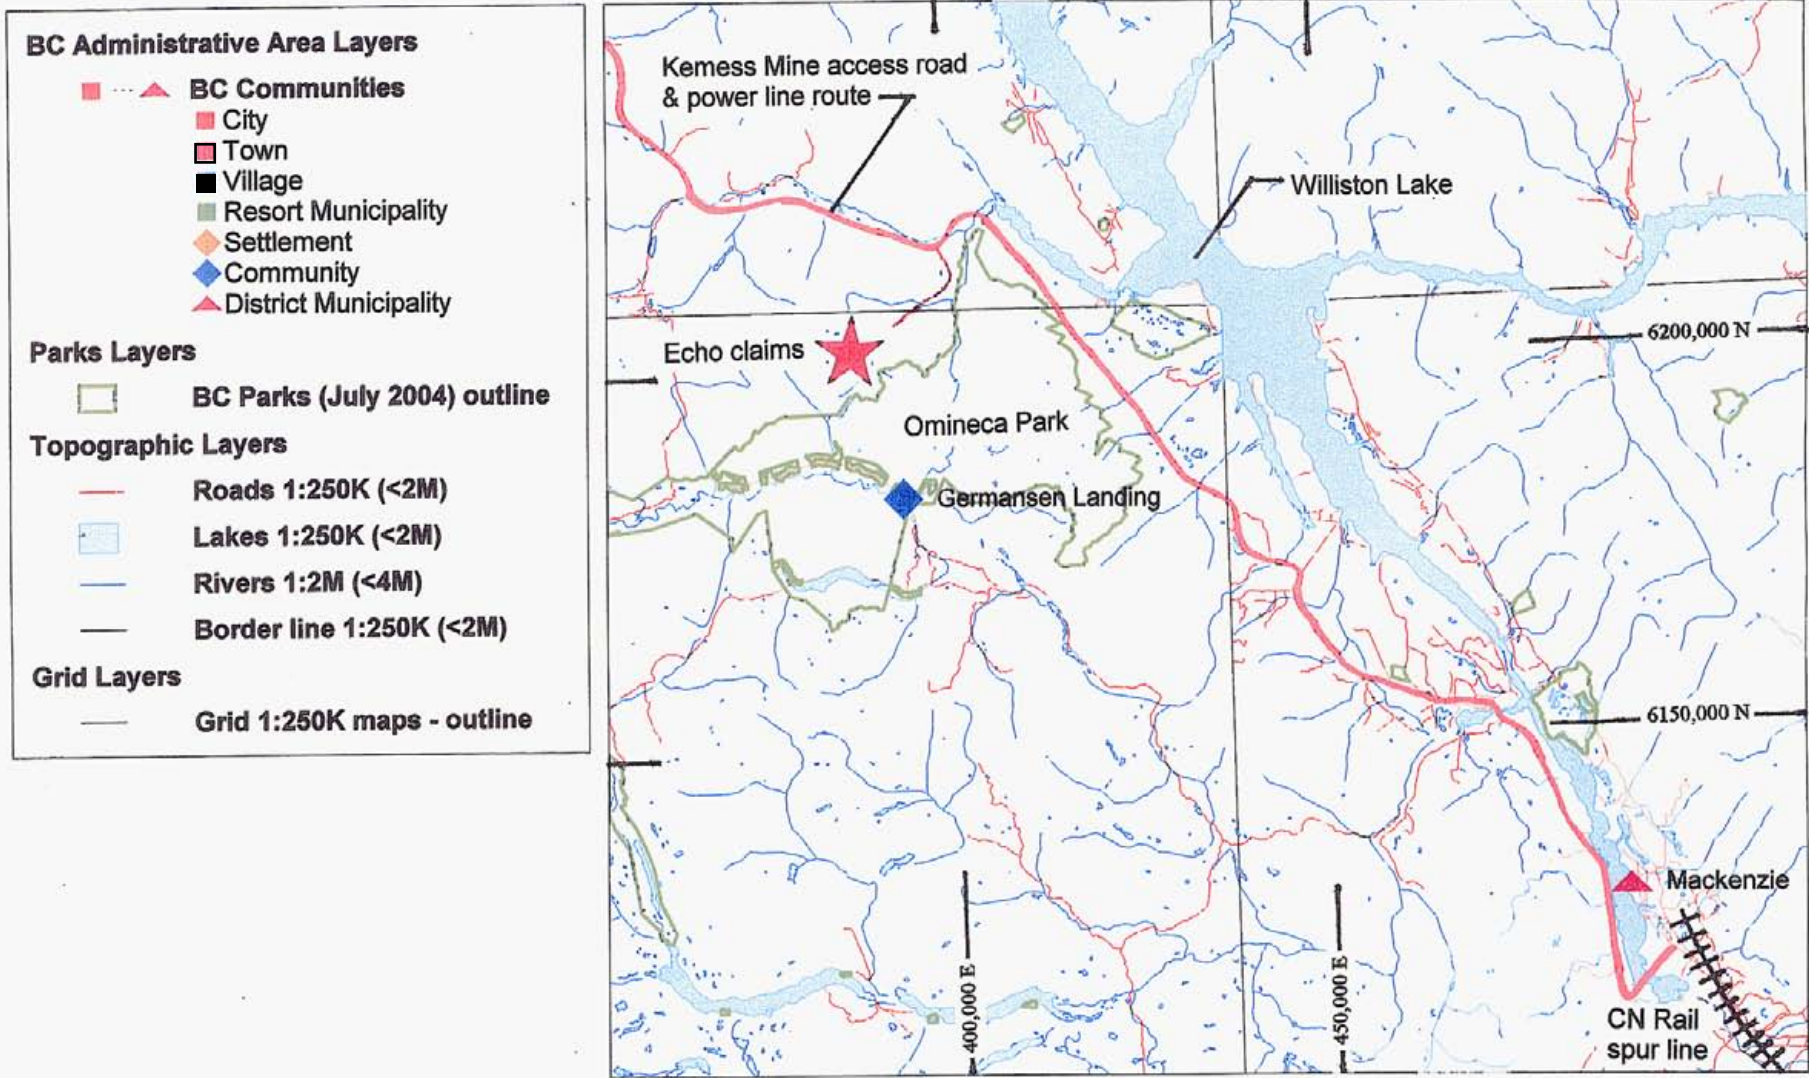 BC Administrative Area Layers
BC Communities
City
Town
Village
Resort Municipality
Settlement
Community
District Municipality
Parks Layers
BC Parks (July 2004) outline
Topographic Layers
Roads 1:250K (<2M)
Lakes 1:250K (<2M)
Rivers 1:2M (<4M)
Border line 1:250K (<2M)
Grid Layers
Grid 1:250K maps - outline
Kemess Mine access road
& power line route
Williston Lake
6200,000 N
Echo claims
Omineca Park
Germansen Landing
6150,000 N
Mackenzie
400,000 E
450,000 E
CN Rail
spur line